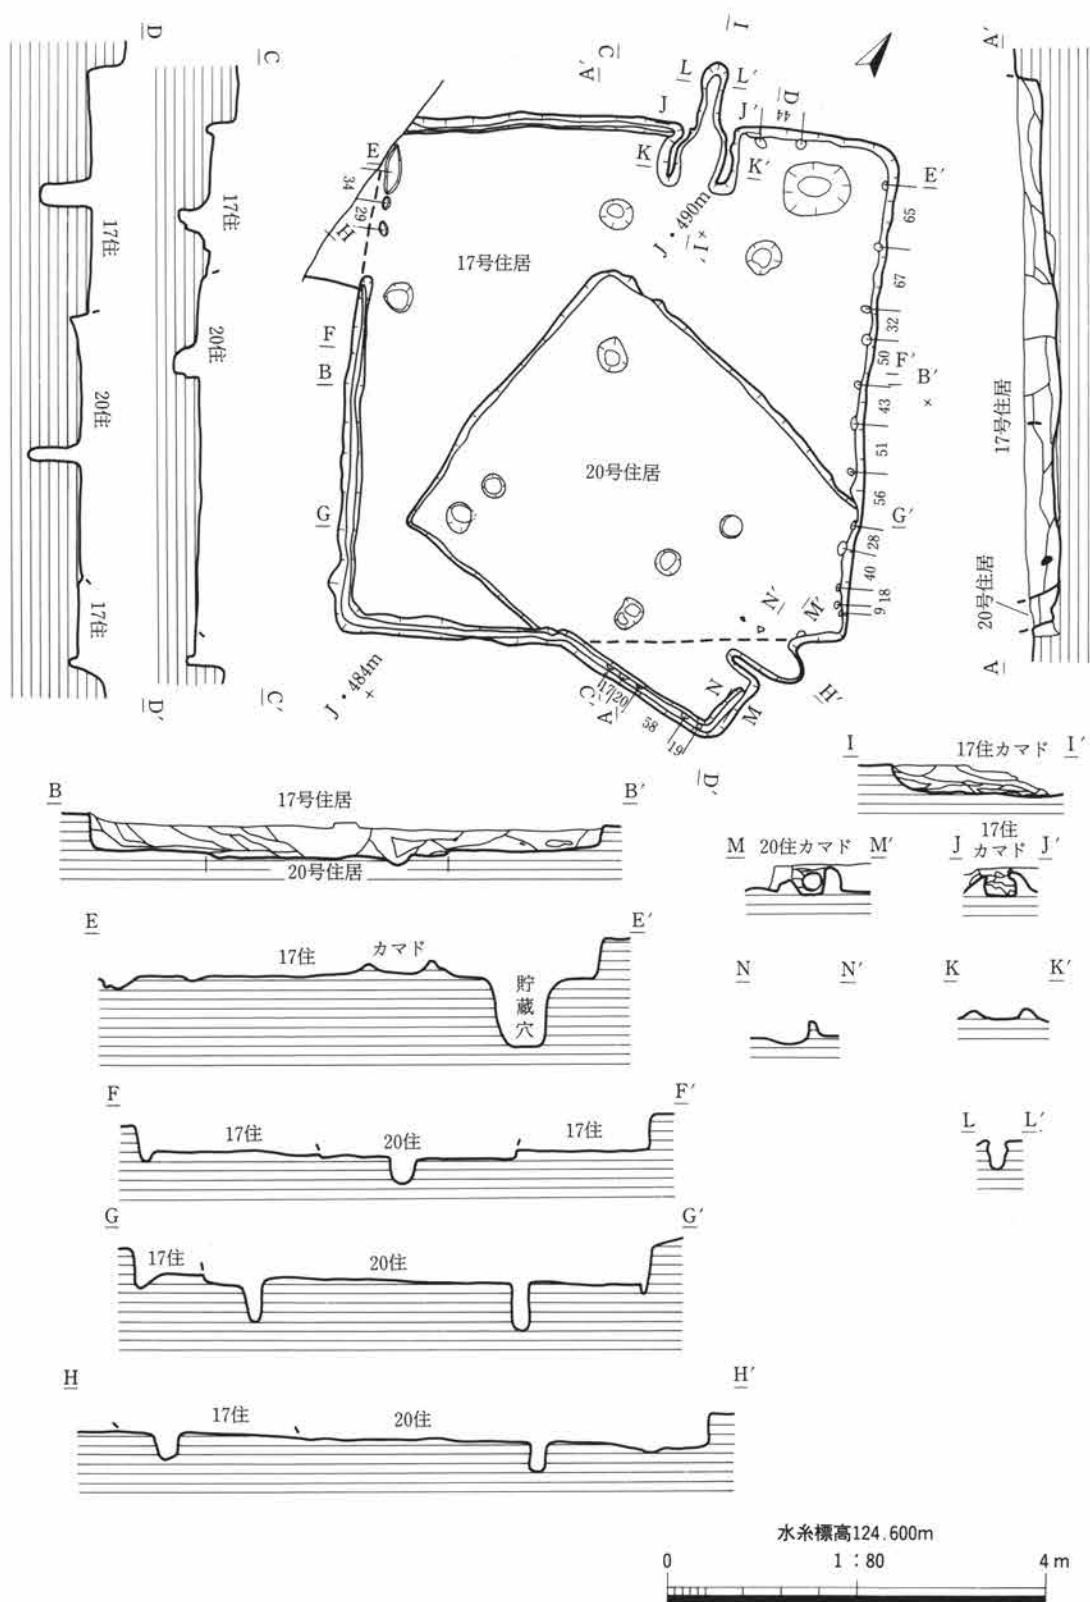 I
C
A′
L
L′
J
J′
D
44
K
K′
E
E′
34
29
H
65
J・490m
I′
17号住居
67
32
50
F′
B′
F
B
43
51
56
20号住居
G
G′
28
40
18
9
N′
M′
H′
J・484m
N
M
C′
A
17
20
58
19
D′
D
17住
20住
17住
D′
C
17住
20住
C′
A′
17号住居
20号住居
A
B
17号住居
B′
20号住居
I
17住カマド
I′
M
20住カマド
M′
J
17住
カマド
J′
E
17住
カマド
E′
貯蔵穴
N
N′
K
K′
F
17住
20住
17住
F′
L
L′
G
17住
20住
G′
H
17住
20住
H′
水糸標高124.600m
0
1:80
4m